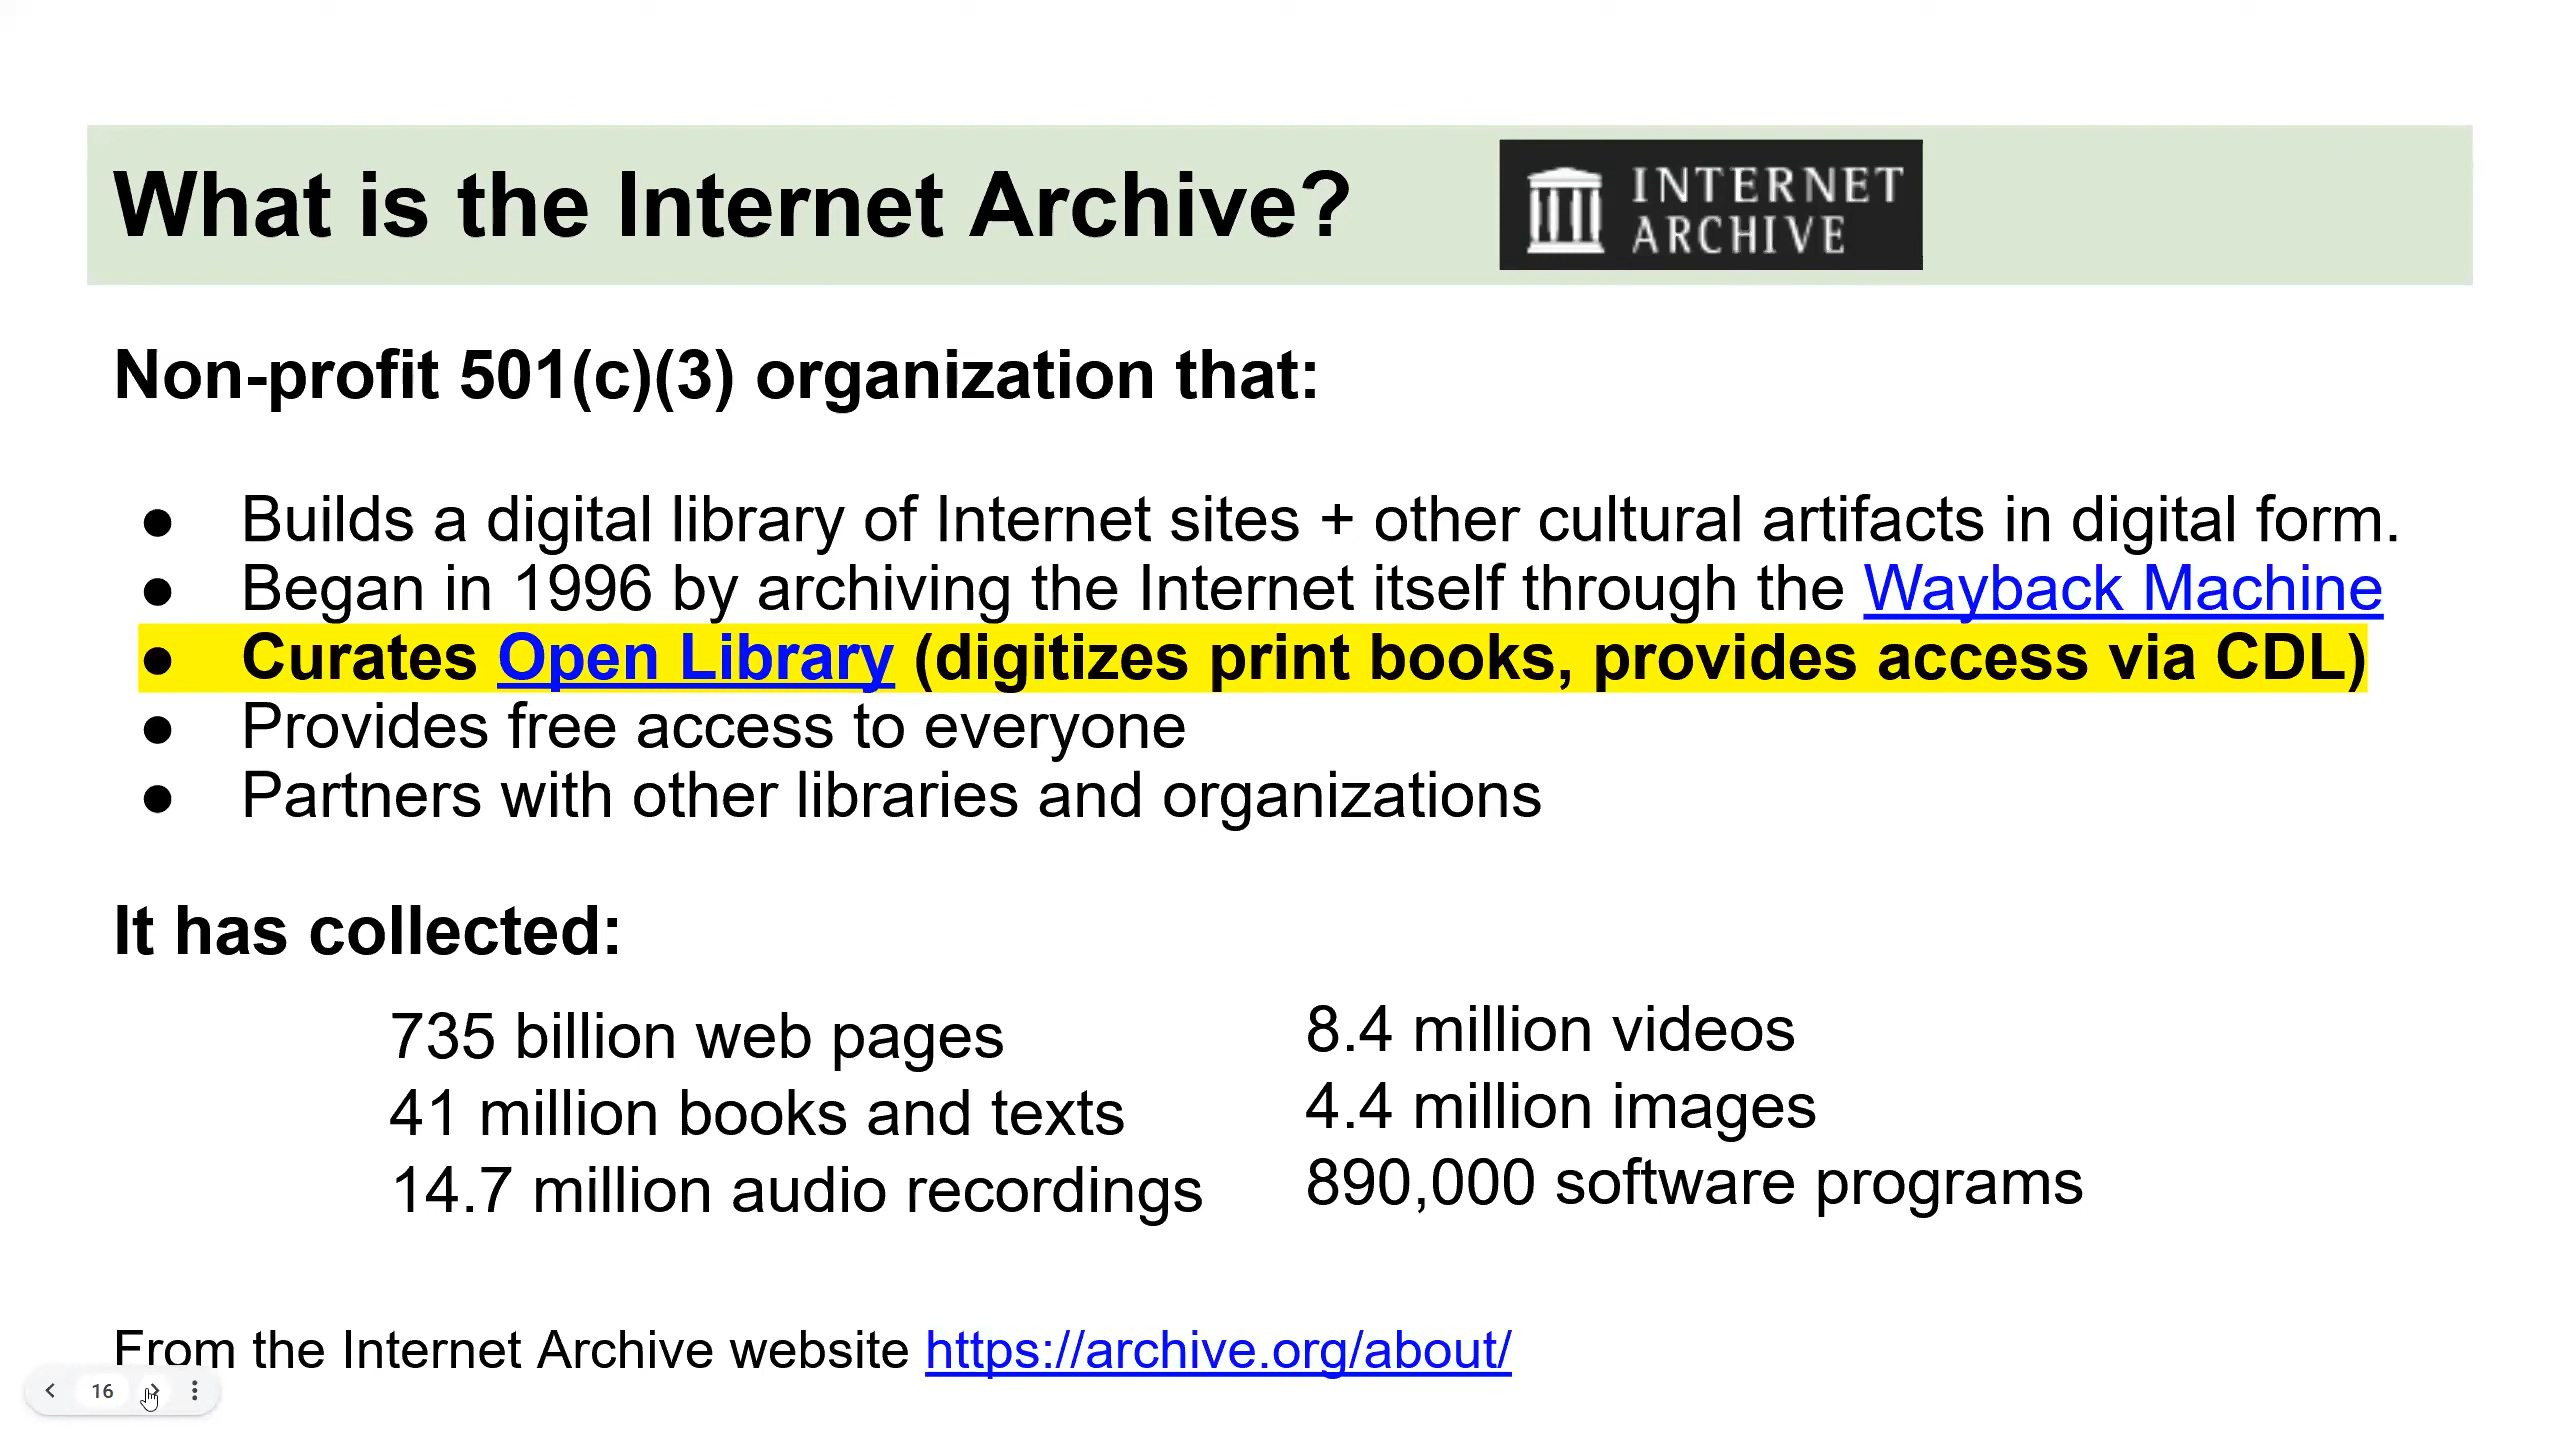 What is the Internet Archive?
INTERNET
ARCHIVE
Non-profit 501(c)(3) organization that:
● Builds a digital library of Internet sites + other cultural artifacts in digital form.
● Began in 1996 by archiving the Internet itself through the Wayback Machine
● Curates Open Library (digitizes print books, provides access via CDL)
● Provides free access to everyone
● Partners with other libraries and organizations
It has collected:
735 billion web pages
41 million books and texts
14.7 million audio recordings
8.4 million videos
4.4 million images
890,000 software programs
From the Internet Archive website https://archive.org/about/
16